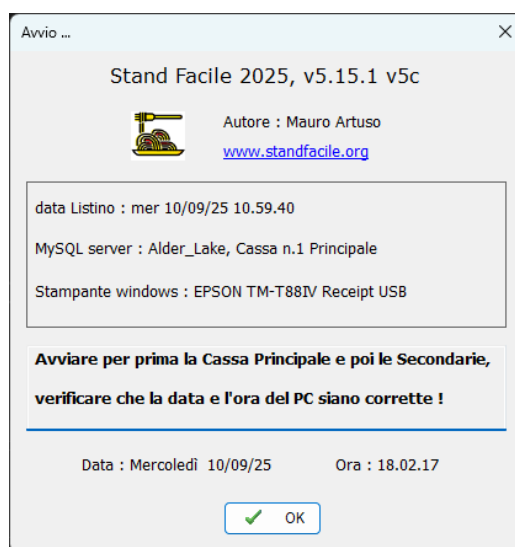 Avvio ...
Stand Facile 2025, v5.15.1 v5c
Autore : Mauro Artuso
www.standfacile.org
data Listino : mer 10/09/25 10.59.40
MySQL server : Alder_Lake, Cassa n.1 Principale
Stampante windows : EPSON TM-T88IV Receipt USB
Avviare per prima la Cassa Principale e poi le Secondarie,
verificare che la data e l'ora del PC siano corrette !
Data : Mercoledì 10/09/25 Ora : 18.02.17
OK